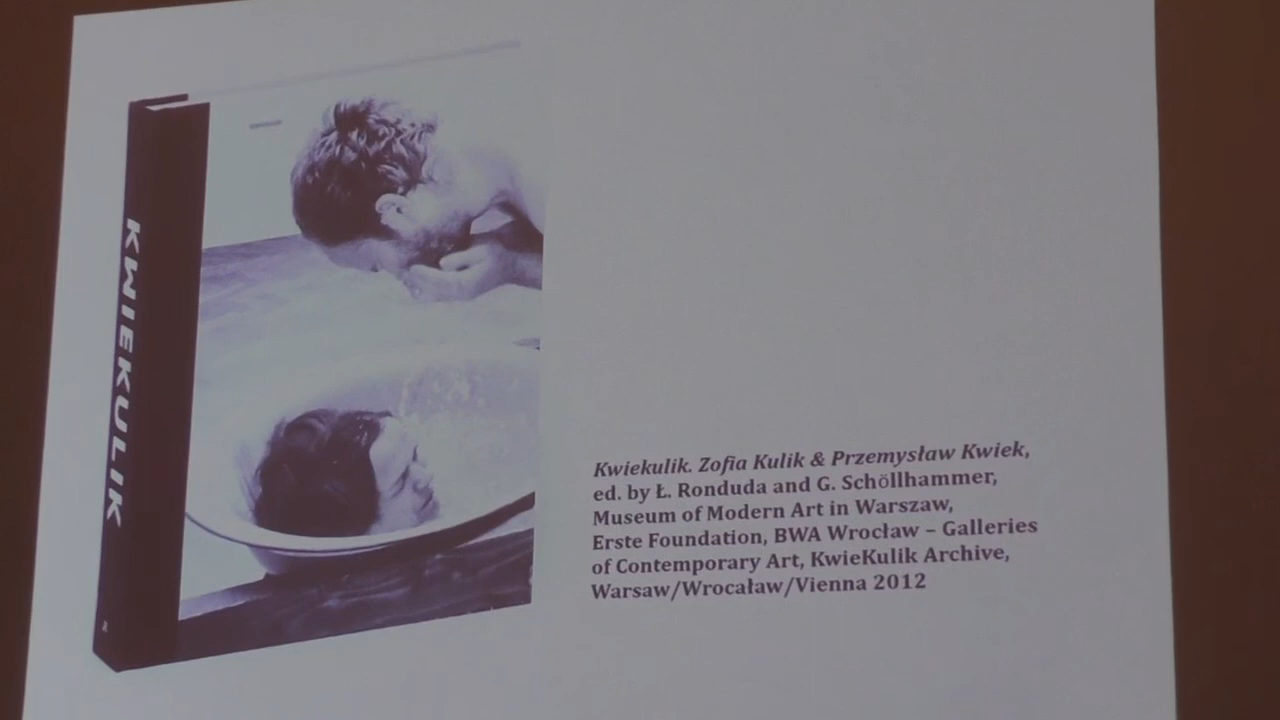 KWIEKULIK
Kwiekulik. Zofia Kulik & Przemysław Kwiek,
ed. by Ł. Ronduda and G. Schöllhammer,
Museum of Modern Art in Warszaw,
Erste Foundation, BWA Wrocław – Galleries
of Contemporary Art, KwieKulik Archive,
Warsaw/Wrocaław/Vienna 2012